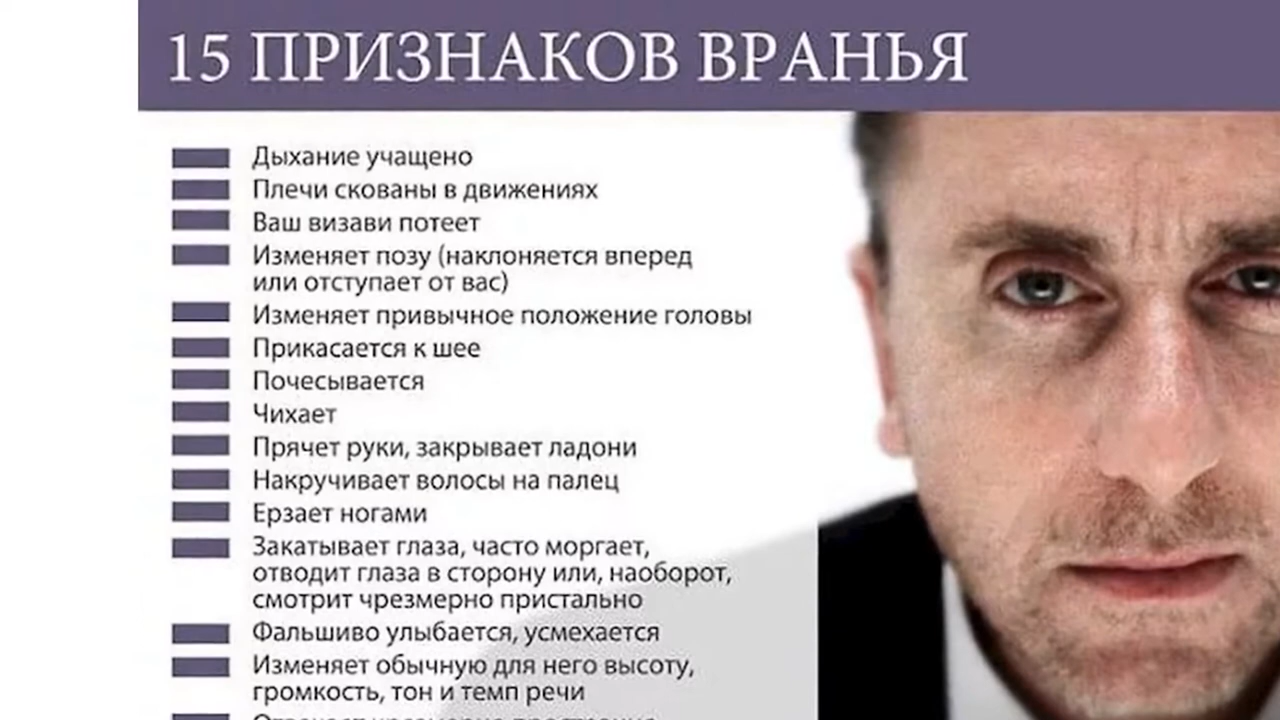 15 ПРИЗНАКОВ ВРАНЬЯ
Дыхание учащено
Плечи скованы в движениях
Ваш визави потеет
Изменяет позу (наклоняется вперед
или отступает от вас)
Изменяет привычное положение головы
Прикасается к шее
Почесывается
Чихает
Прячет руки, закрывает ладони
Накручивает волосы на палец
Ерзает ногами
Закатывает глаза, часто моргает,
отводит глаза в сторону или, наоборот,
смотрит чрезмерно пристально
Фальшиво улыбается, усмехается
Изменяет обычную для него высоту,
громкость, тон и темп речи